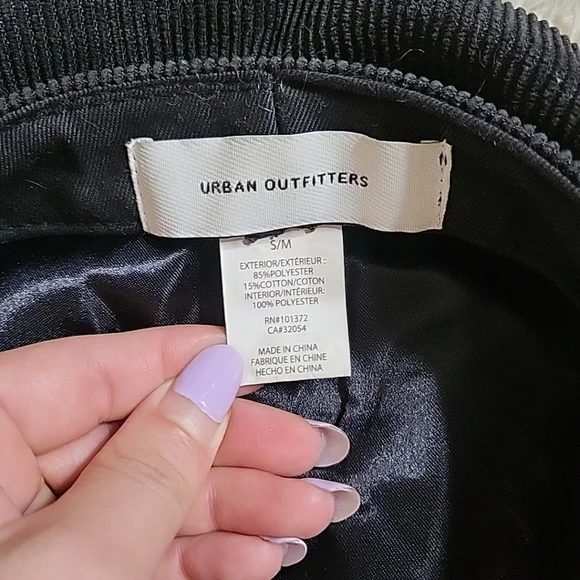 URBAN OUTFITTERS
S/M
EXTERIOR/EXTÉRIEUR :
85%POLYESTER
15%COTTON/COTON
INTERIOR/INTÉRIEUR:
100% POLYESTER
RN#101372
CA#32054
MADE IN CHINA
FABRIQUE EN CHINE
HECHO EN CHINA